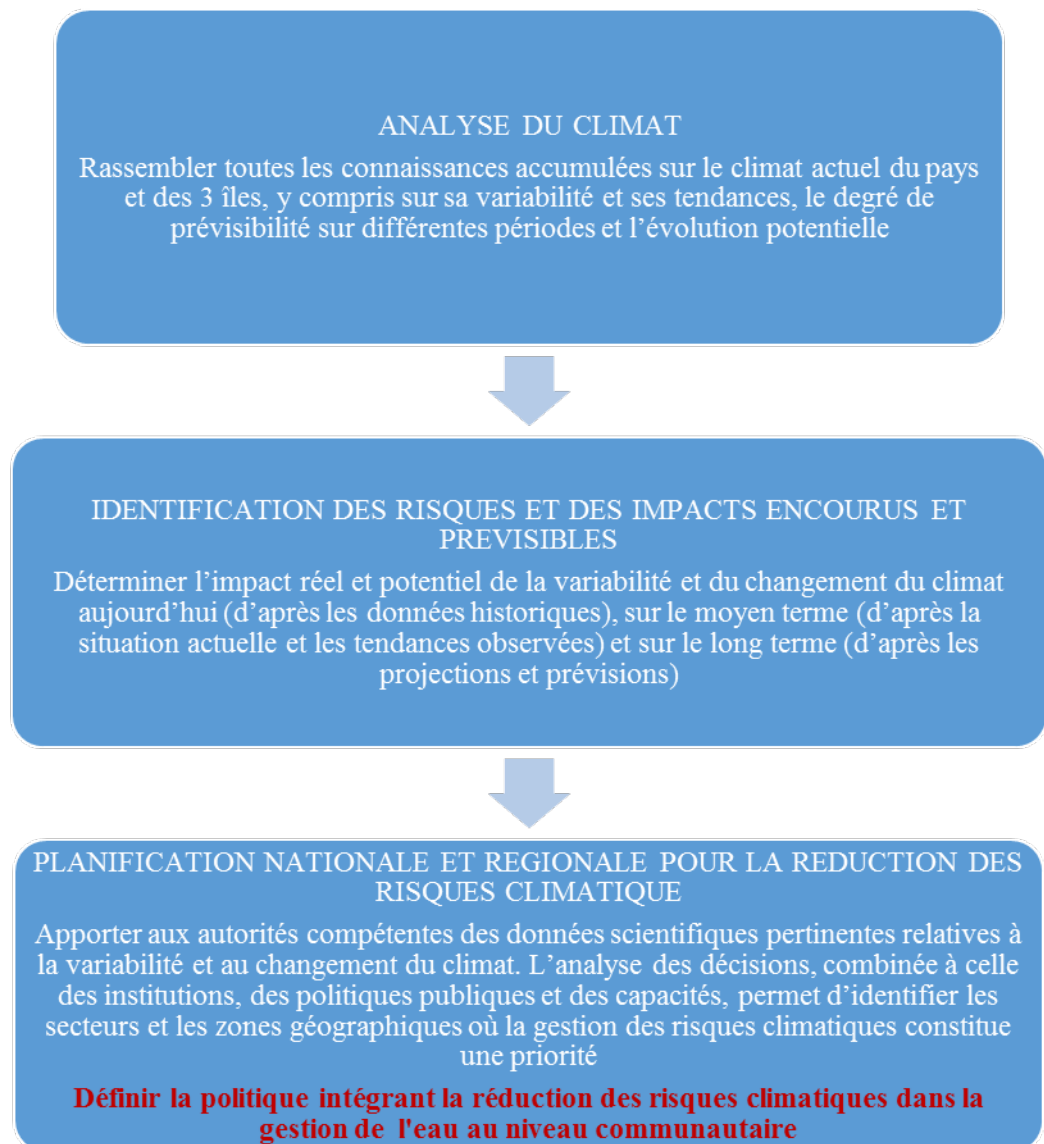 ANALYSE DU CLIMAT
Rassembler toutes les connaissances accumulées sur le climat actuel du pays
et des 3 îles, y compris sur sa variabilité et ses tendances, le degré de
prévisibilité sur différentes périodes et l’évolution potentielle
IDENTIFICATION DES RISQUES ET DES IMPACTS ENCOURUS ET
PREVISIBLES
Déterminer l’impact réel et potentiel de la variabilité et du changement du climat
aujourd’hui (d’après les données historiques), sur le moyen terme (d’après la
situation actuelle et les tendances observées) et sur le long terme (d’après les
projections et prévisions)
PLANIFICATION NATIONALE ET REGIONALE POUR LA REDUCTION DES
RISQUES CLIMATIQUE
Apporter aux autorités compétentes des données scientifiques pertinentes relatives à
la variabilité et au changement du climat. L’analyse des décisions, combinée à celle
des institutions, des politiques publiques et des capacités, permet d’identifier les
secteurs et les zones géographiques où la gestion des risques climatiques constitue
une priorité
Définir la politique intégrant la réduction des risques climatiques dans la
gestion de l'eau au niveau communautaire